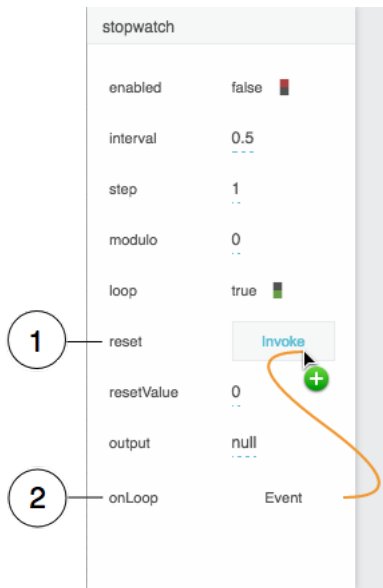 stopwatch
enabled false
interval 0.5
step 1
modulo 0
loop true
1 reset Invoke
resetValue 0
output null
2 onLoop Event